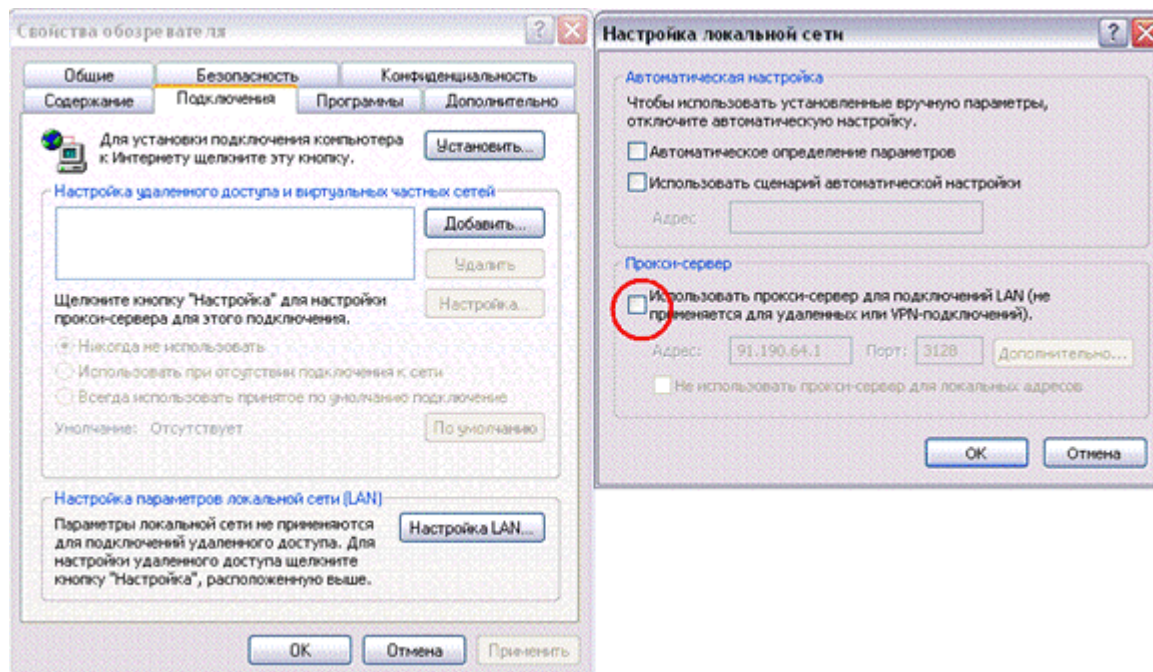 Свойства обозревателя
Общие Безопасность Конфиденциальность
Содержание Подключения Программы Дополнительно
Для установки подключения компьютера
к Интернету щелкните эту кнопку.
Установить...
Настройка удаленного доступа и виртуальных частных сетей
Добавить...
Удалить
Щелкните кнопку "Настройка" для настройки
прокси-сервера для этого подключения.
Настройка...
Никогда не использовать
Использовать при отсутствии подключения к сети
Всегда использовать принятое по умолчанию подключение
Умолчание: Отсутствует
По умолчанию
Настройка параметров локальной сети (LAN)
Параметры локальной сети не применяются
для подключений удаленного доступа. Для
настройки удаленного доступа щелкните
кнопку "Настройка", расположенную выше.
Настройка LAN...
OK Отмена Применить
Настройка локальной сети
Автоматическая настройка
Чтобы использовать установленные вручную параметры,
отключите автоматическую настройку.
Автоматическое определение параметров
Использовать сценарий автоматической настройки
Адрес
Прокси-сервер
Использовать прокси-сервер для подключений LAN (не
применяется для удаленных или VPN-подключений).
Адрес: 91.190.64.1 Порт: 3128 Дополнительно...
Не использовать прокси-сервер для локальных адресов
OK Отмена